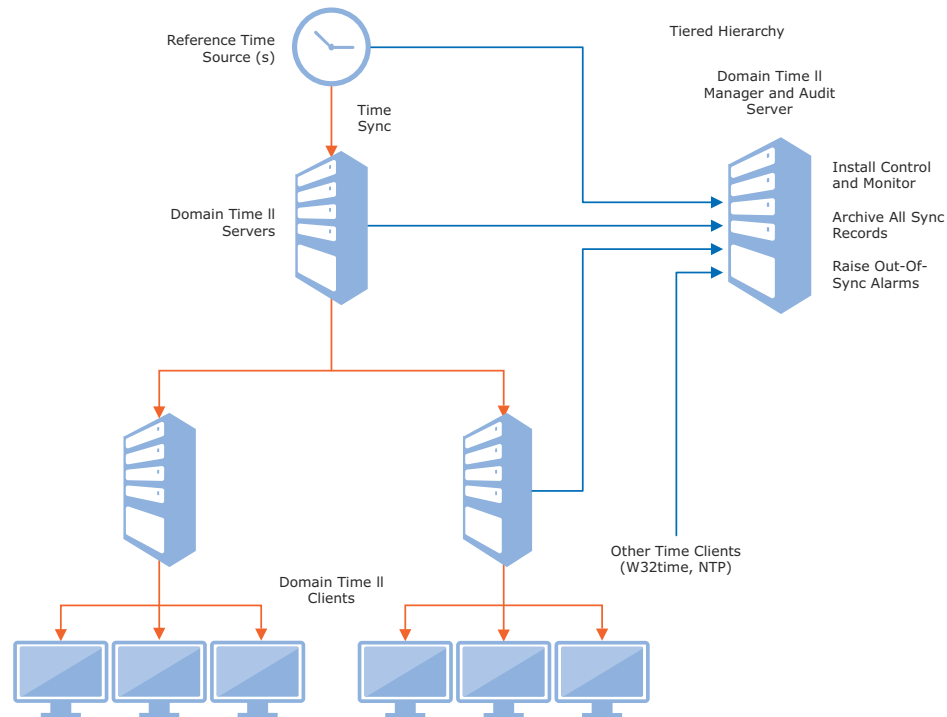 Reference Time
Source (s)
Tiered Hierarchy
Domain Time ll
Manager and Audit
Server
Time
Sync
Install Control
and Monitor
Domain Time ll
Servers
Archive All Sync
Records
Raise Out-Of-
Sync Alarms
Other Time Clients
(W32time, NTP)
Domain Time ll
Clients